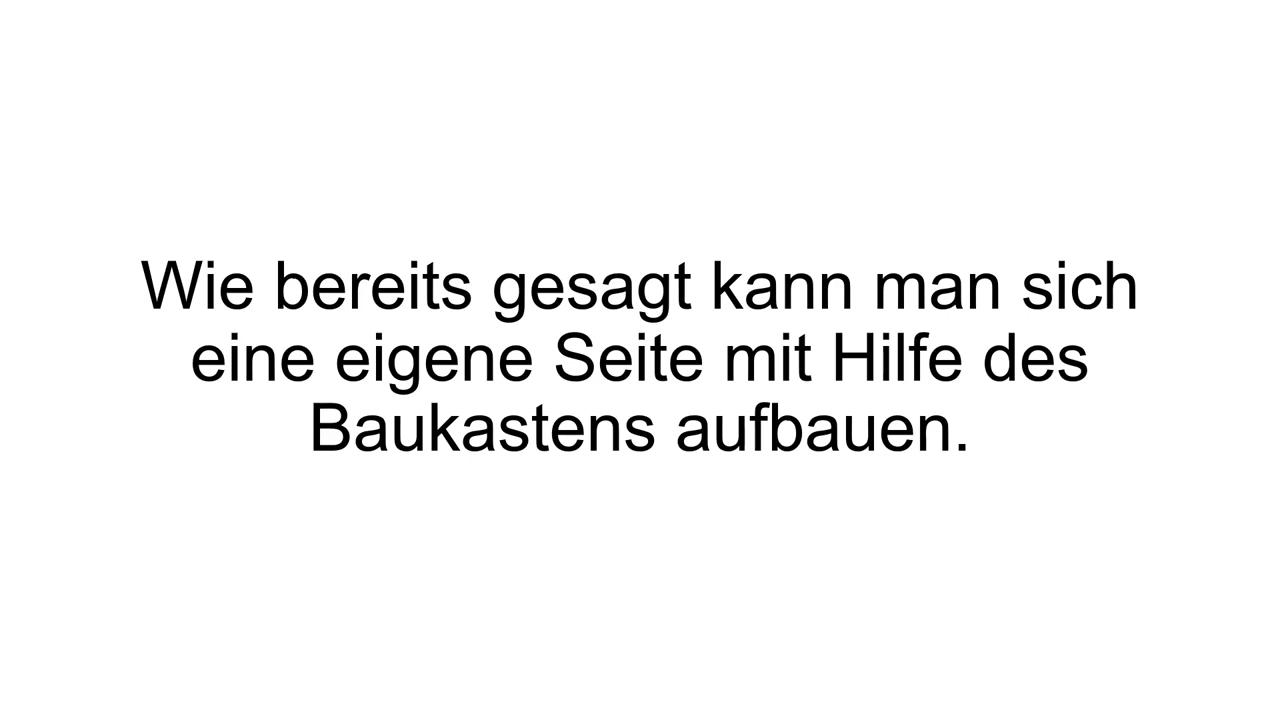 Wie bereits gesagt kann man sich
eine eigene Seite mit Hilfe des
Baukastens aufbauen.